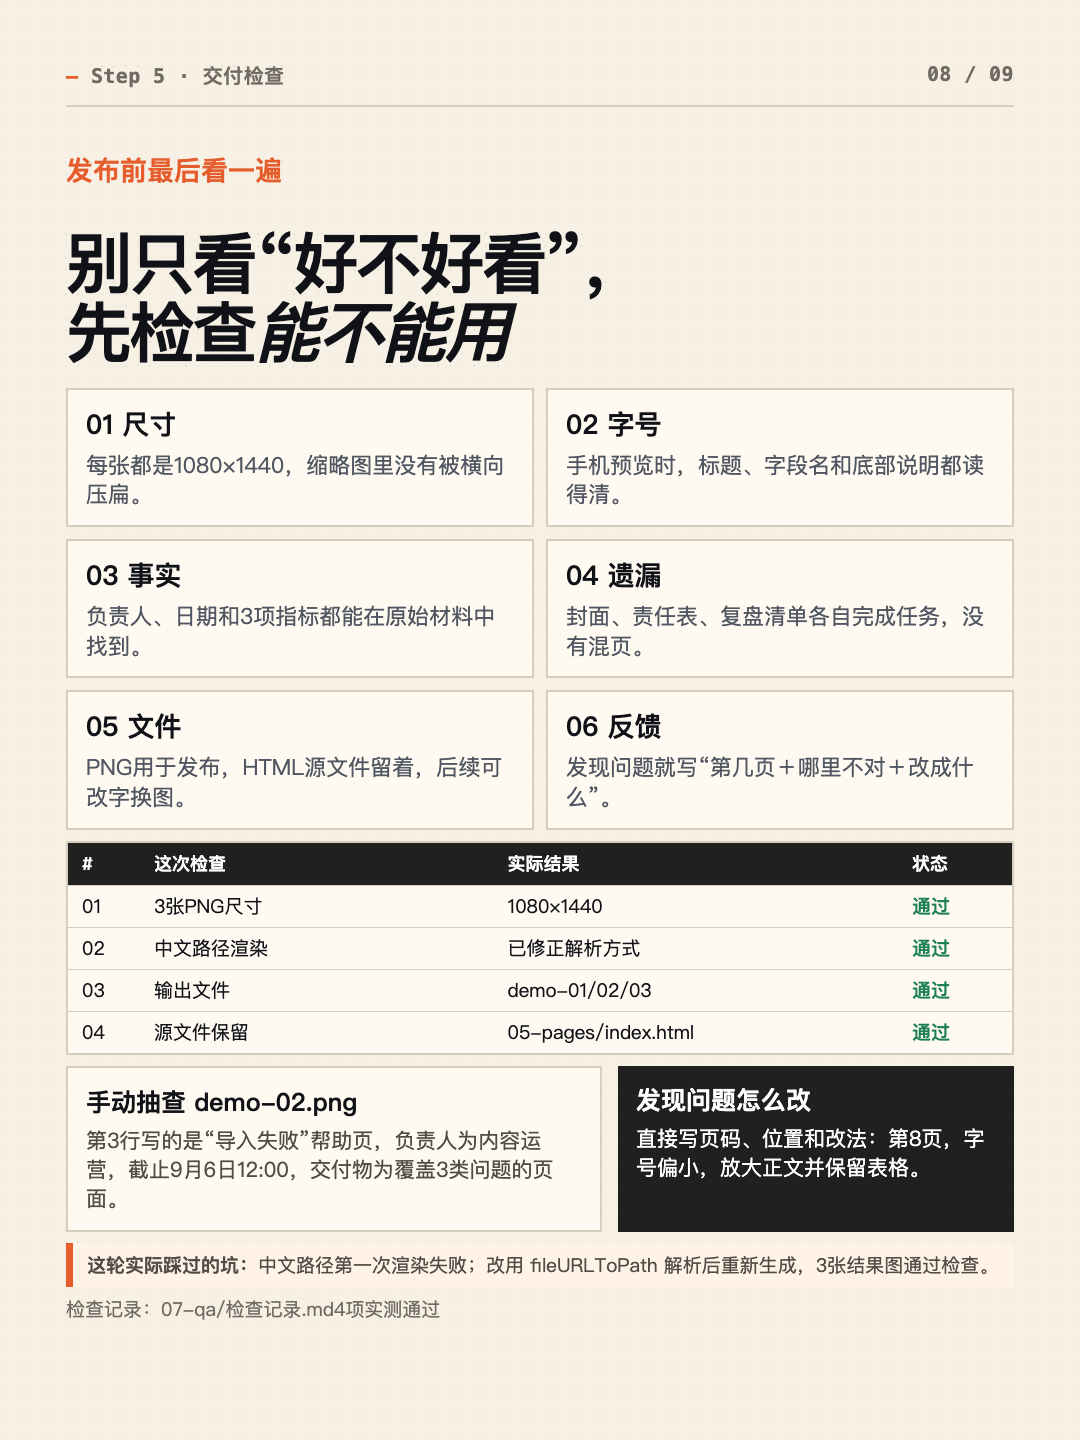 — Step 5 · 交付检查
08 / 09
发布前最后看一遍
别只看“好不好看”，
先检查能不能用
01 尺寸
每张都是1080×1440，缩略图里没有被横向
压扁。
02 字号
手机预览时，标题、字段名和底部说明都读
得清。
03 事实
负责人、日期和3项指标都能在原始材料中
找到。
04 遗漏
封面、责任表、复盘清单各自完成任务，没
有混页。
05 文件
PNG用于发布，HTML源文件留着，后续可
改字换图。
06 反馈
发现问题就写“第几页＋哪里不对＋改成什
么”。
# 这次检查 实际结果 状态
01 3张PNG尺寸 1080×1440 通过
02 中文路径渲染 已修正解析方式 通过
03 输出文件 demo-01/02/03 通过
04 源文件保留 05-pages/index.html 通过
手动抽查 demo-02.png
第3行写的是“导入失败”帮助页，负责人为内容运
营，截止9月6日12:00，交付物为覆盖3类问题的页
面。
发现问题怎么改
直接写页码、位置和改法：第8页，字
号偏小，放大正文并保留表格。
这轮实际踩过的坑：中文路径第一次渲染失败；改用 fileURLToPath 解析后重新生成，3张结果图通过检查。
检查记录：07-qa/检查记录.md4项实测通过